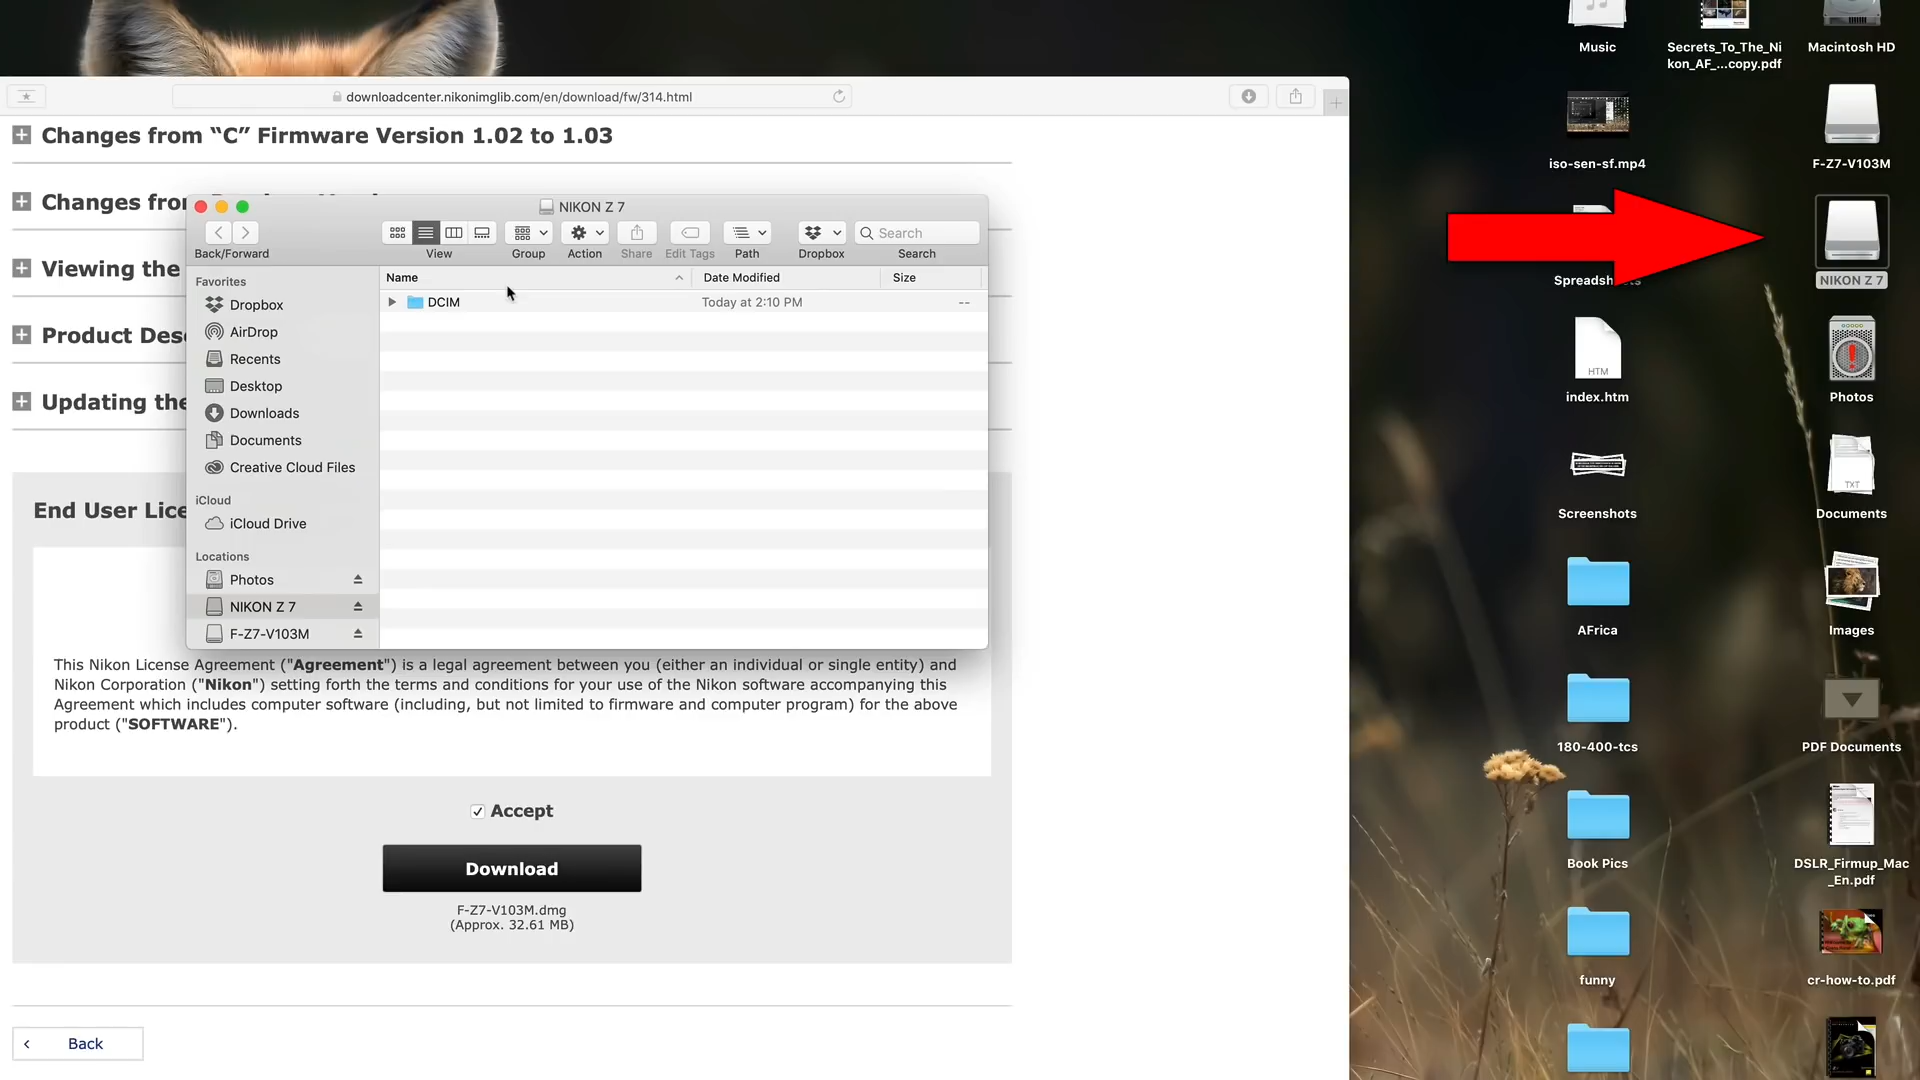 downloadcenter.nikonimglib.com/en/download/fw/314.html
Changes from “C” Firmware Version 1.02 to 1.03
Changes from
Viewing the
Product Des
Updating the
End User Lice
NIKON Z 7
Back/Forward
View
Group
Action
Share
Edit Tags
Path
Dropbox
Search
Search
Favorites
Dropbox
AirDrop
Recents
Desktop
Downloads
Documents
Creative Cloud Files
iCloud
iCloud Drive
Locations
Photos
NIKON Z 7
F-Z7-V103M
Name
Date Modified
Size
DCIM
Today at 2:10 PM
--
This Nikon License Agreement ("Agreement") is a legal agreement between you (either an individual or single entity) and
Nikon Corporation ("Nikon") setting forth the terms and conditions for your use of the Nikon software accompanying this
Agreement which includes computer software (including, but not limited to firmware and computer program) for the above
product ("SOFTWARE").
Accept
Download
F-Z7-V103M.dmg
(Approx. 32.61 MB)
Back
Music
iso-sen-sf.mp4
HTM
index.htm
Screenshots
AFrica
180-400-tcs
Book Pics
funny
Secrets_To_The_Ni
kon_AF_...copy.pdf
Macintosh HD
F-Z7-V103M
NIKON Z 7
Photos
TXT
Documents
Images
PDF Documents
DSLR_Firmup_Mac
_En.pdf
cr-how-to.pdf